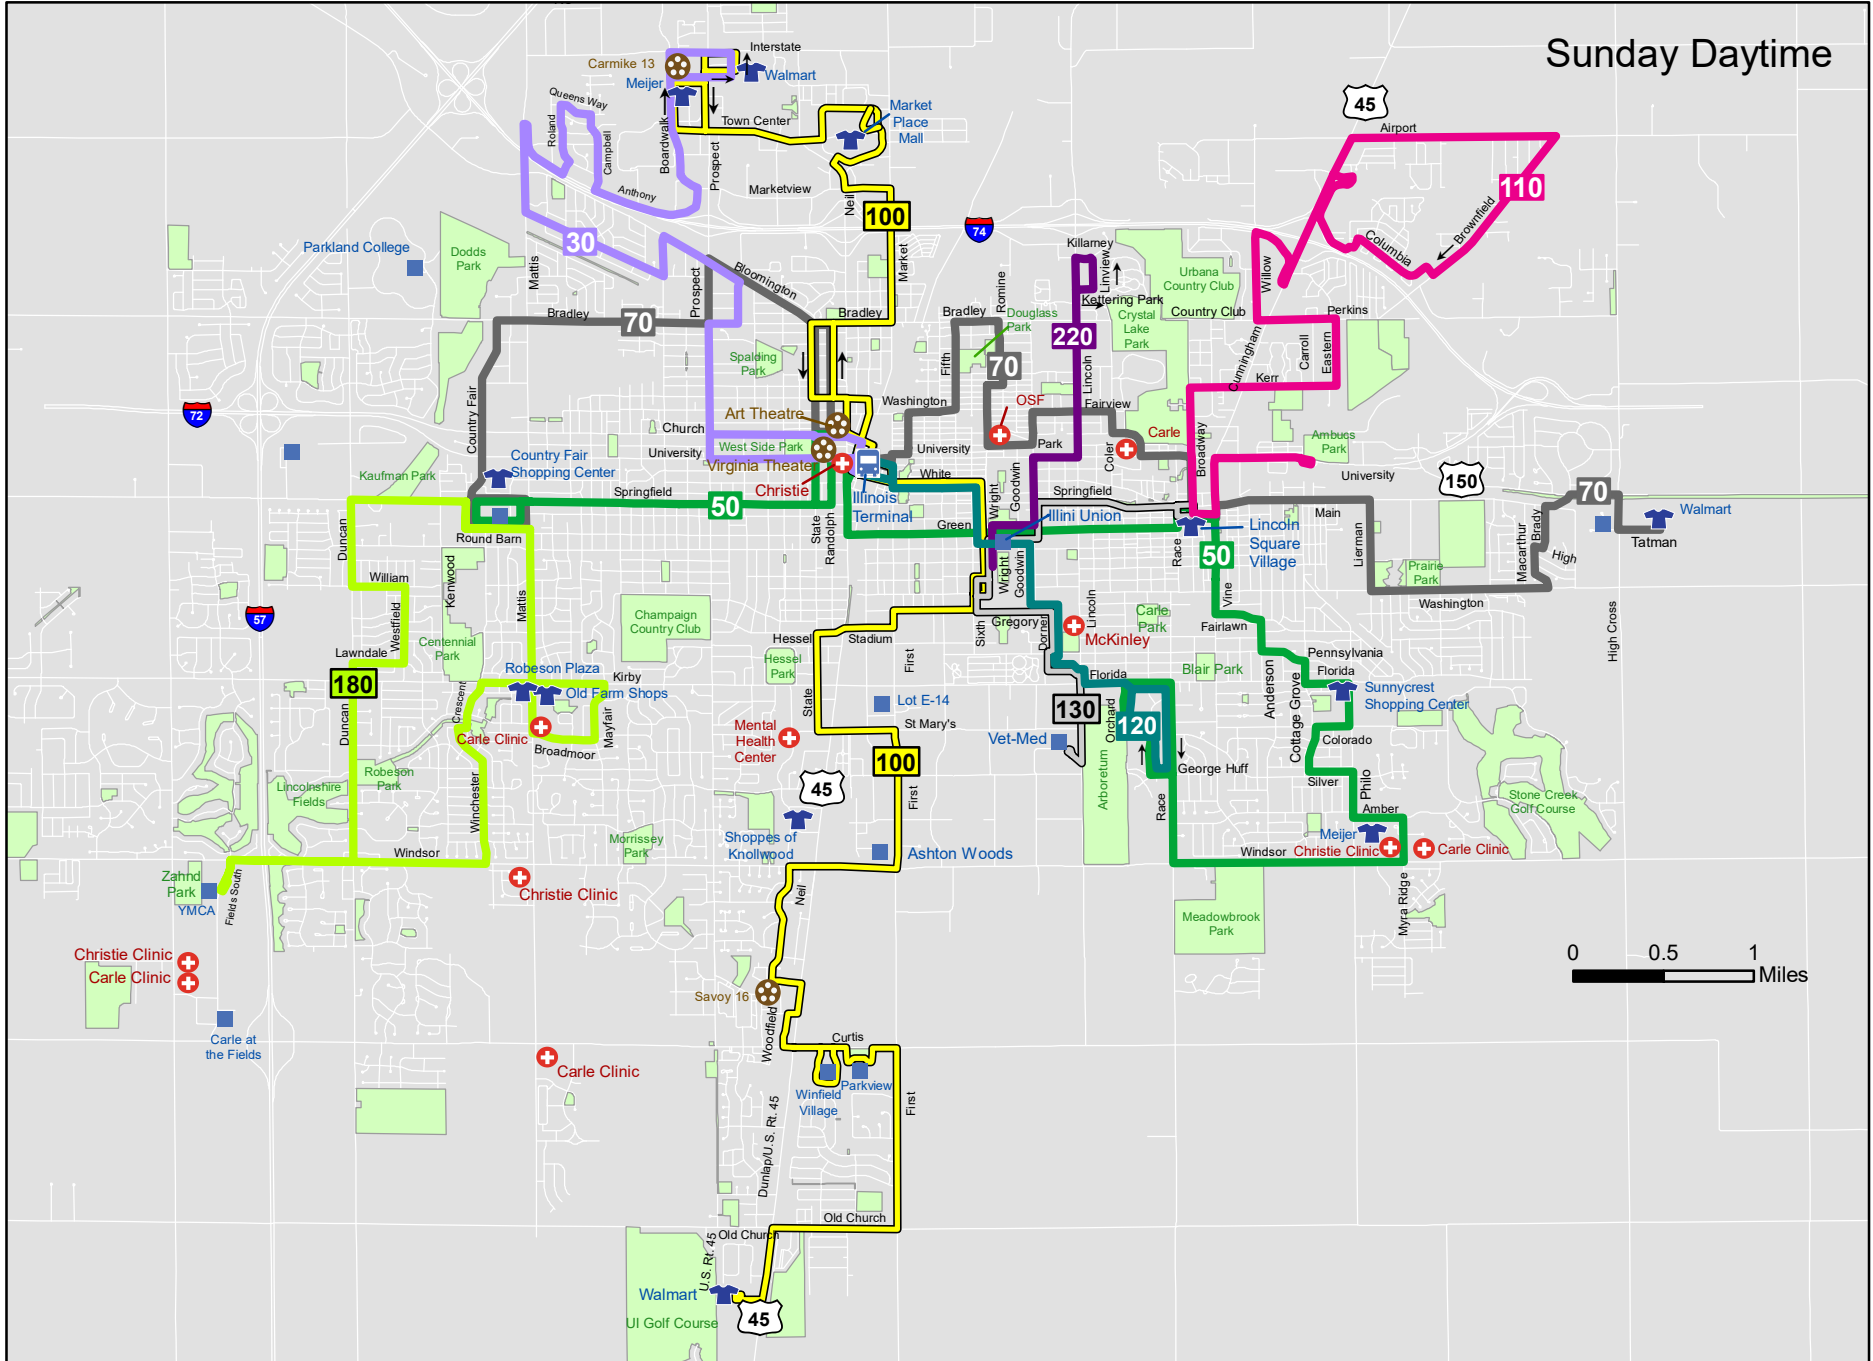 Sunday Daytime
Interstate
Carmike 13
Walmart
Meijer
Queens Way
Roland
Campbell
Boardwalk
Prospect
Town Center
Market
Place
Mall
Anthony
Marketview
Neil
100
45
Airport
110
Brownfield
Columbia
30
74
Parkland College
Dodds
Park
Mattis
Prospect
Bloomington
Market
Killarney
Linview
Urbana
Country Club
Willow
Kettering Park
Country Club
Crystal
Lake
Park
Perkins
Bradley
70
Bradley
Bradley
Romine
Douglass
Park
220
Cunningham
Carroll
Eastern
Spalding
Park
Fifth
70
Lincoln
Kerr
72
Country Fair
Art Theatre
Washington
OSF
Fairview
Church
West Side Park
University
Virginia Theater
University
Park
Coler
Carle
Broadway
Ambucs
Park
University
Kaufman Park
Country Fair
Shopping Center
Christie
White
Wright
Goodwin
Springfield
150
70
Walmart
Springfield
50
Illinois
Terminal
Illini Union
Main
Tatman
Duncan
Round Barn
State
Randolph
Green
Race
Lincoln
Square
Village
50
Lierman
Macarthur
Brady
High
William
Kenwood
Mattis
Wright
Goodwin
Vine
Prairie
Park
Washington
57
Westfield
Champaign
Country Club
Sixth
Gregory
Dorner
Lincoln
Carle
Park
Fairlawn
High Cross
Centennial
Park
Lawndale
Hessel
Stadium
McKinley
Pennsylvania
180
Robeson Plaza
Kirby
Old Farm Shops
Hessel
Park
First
Blair Park
Florida
Anderson
Cottage Grove
Florida
Sunnycrest
Shopping Center
Crescent
State
Lot E-14
St Mary's
130
Orchard
120
Duncan
Carle Clinic
Broadmoor
Mayfair
Mental
Health
Center
100
Vet-Med
Colorado
Robeson
Park
Lincolnshire
Fields
Winchester
45
First
Arboretum
George Huff
Race
Silver
Philo
Amber
Stone Creek
Golf Course
Morrissey
Park
Shoppes of
Knollwood
Ashton Woods
Meijer
Christie Clinic
Carle Clinic
Windsor
Windsor
Zahnd
Park
YMCA
Fields South
Christie Clinic
Neil
Meadowbrook
Park
Myra Ridge
Christie Clinic
Carle Clinic
Savoy 16
0
0.5
1
Miles
Carle at
the Fields
Woodfield
Curtis
Carle Clinic
Winfield
Village
Parkview
First
Dunlap/U.S. Rt. 45
Old Church
Old Church
U.S. Rt. 45
Walmart
45
UI Golf Course